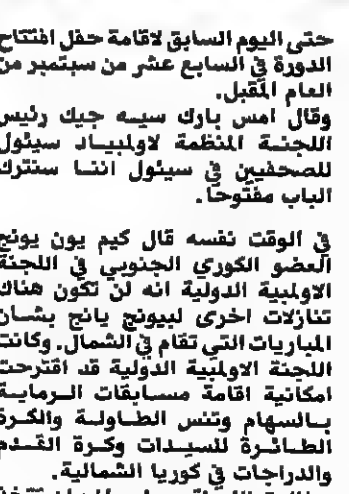 حتى اليوم السابق لاقامة حفل افتتاح
الدورة في السابع عشر من سبتمبر من
العام المقبل.
وقال امس بارك سيه جيك رئيس
اللجنة المنظمة لاولمبياد سيئول
للصحفيين في سيئول اننا سنترك
الباب مفتوحا.
في الوقت نفسه قال كيم يون يونج
العضو الكوري الجنوبي في اللجنة
الاولمبية الدولية انه لن تكون هناك
تنازلات اخرى لبيونج يانج بشان
المباريات التي تقام في الشمال. وكانت
اللجنة الاولمبية الدولية قد اقترحت
امكانية اقامة مسابقات الرماية
بالسهام وتنس الطاولة والكرة
الطائرة للسيدات وكرة القدم
والدراجات في كوريا الشمالية.